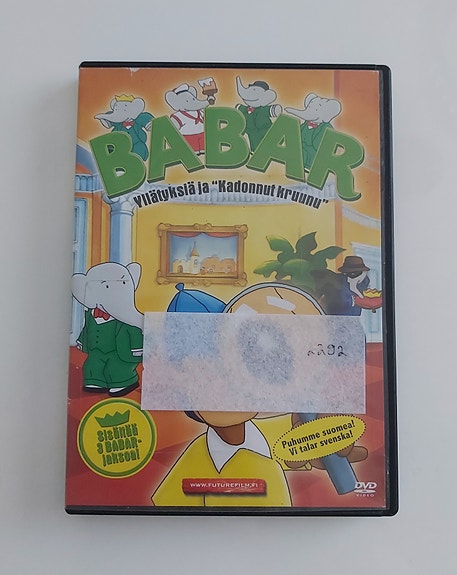 BABAR
Yllätyksiä ja "Kadonnut kruunu"
Sisältää
3 BABAR-
jaksoa!
Puhumme suomea!
Vi talar svenska!
WWW.FUTUREFILM.FI
DVD
VIDEO